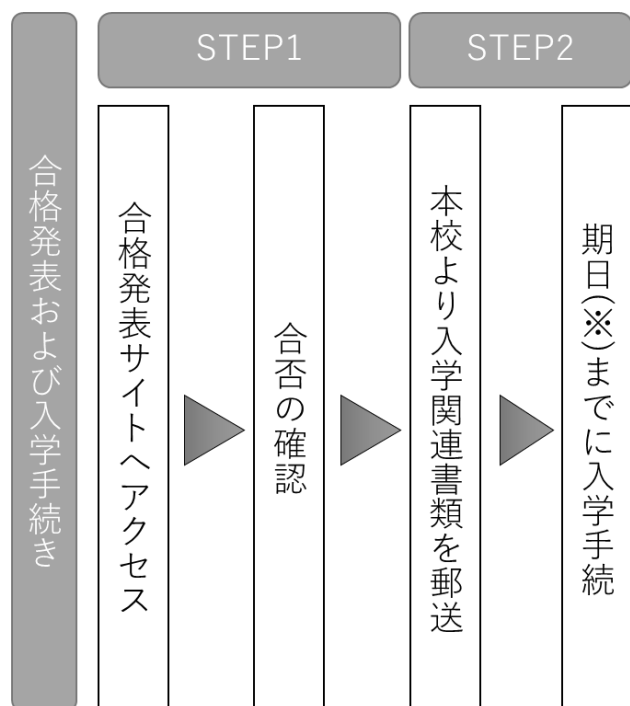 合格発表および入学手続き
STEP1
合格発表サイトへアクセス
合否の確認
STEP2
本校より入学関連書類を郵送
期日(※)までに入学手続